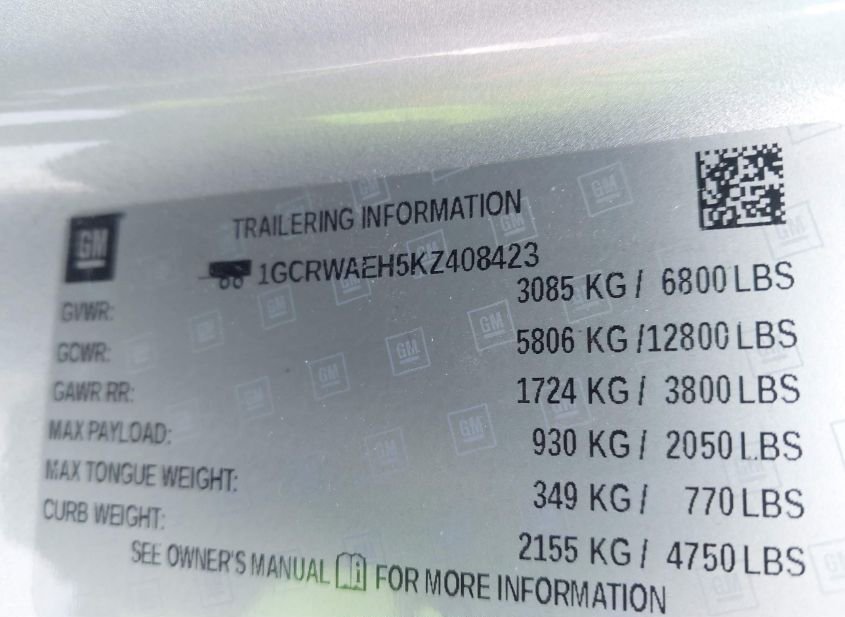 GM
TRAILERING INFORMATION
1GCRWAEH5KZ408423
GVWR: 3085 KG / 6800 LBS
GCWR: 5806 KG /12800 LBS
GAWR RR: 1724 KG / 3800 LBS
MAX PAYLOAD: 930 KG / 2050 LBS
MAX TONGUE WEIGHT: 349 KG / 770 LBS
CURB WEIGHT: 2155 KG / 4750 LBS
SEE OWNER'S MANUAL FOR MORE INFORMATION